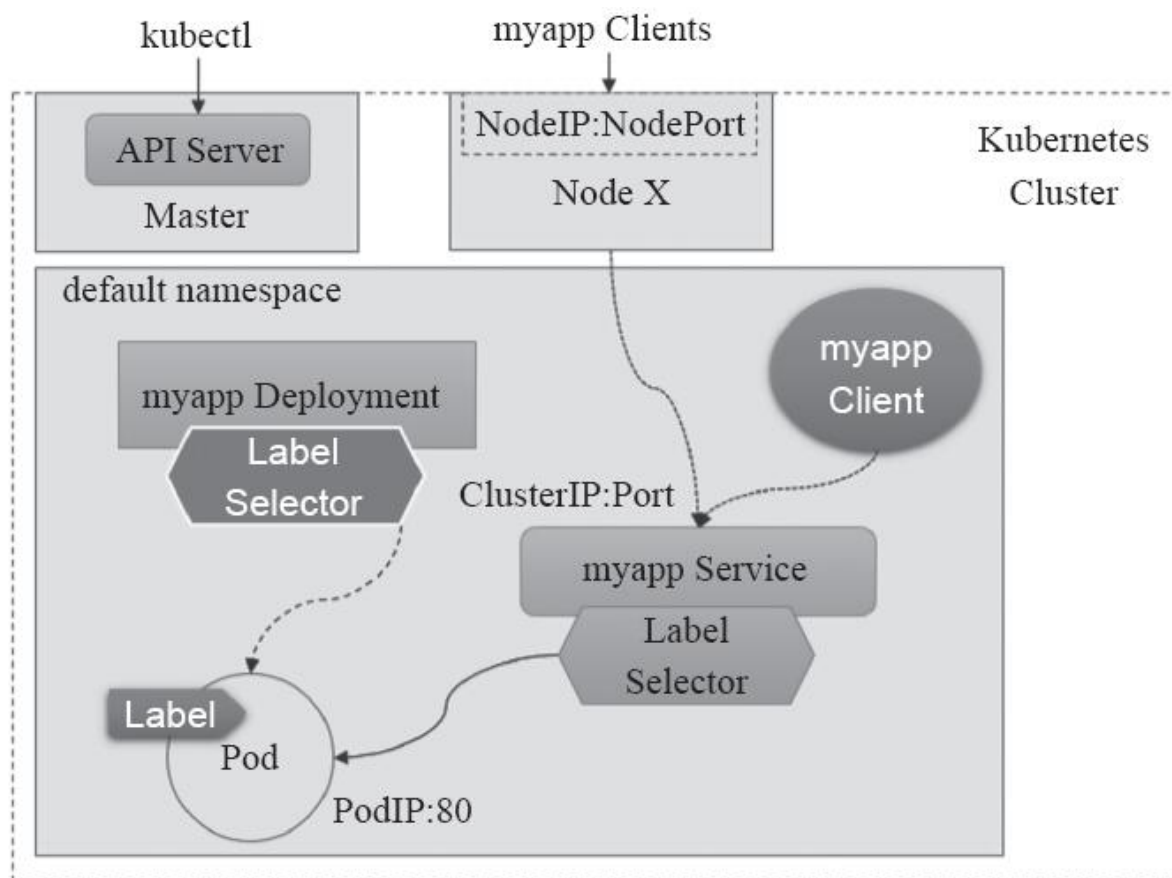 kubectl
myapp Clients
API Server
Master
NodeIP:NodePort
Node X
Kubernetes
Cluster
default namespace
myapp Deployment
Label
Selector
myapp
Client
ClusterIP:Port
myapp Service
Label
Selector
Label
Pod
PodIP:80